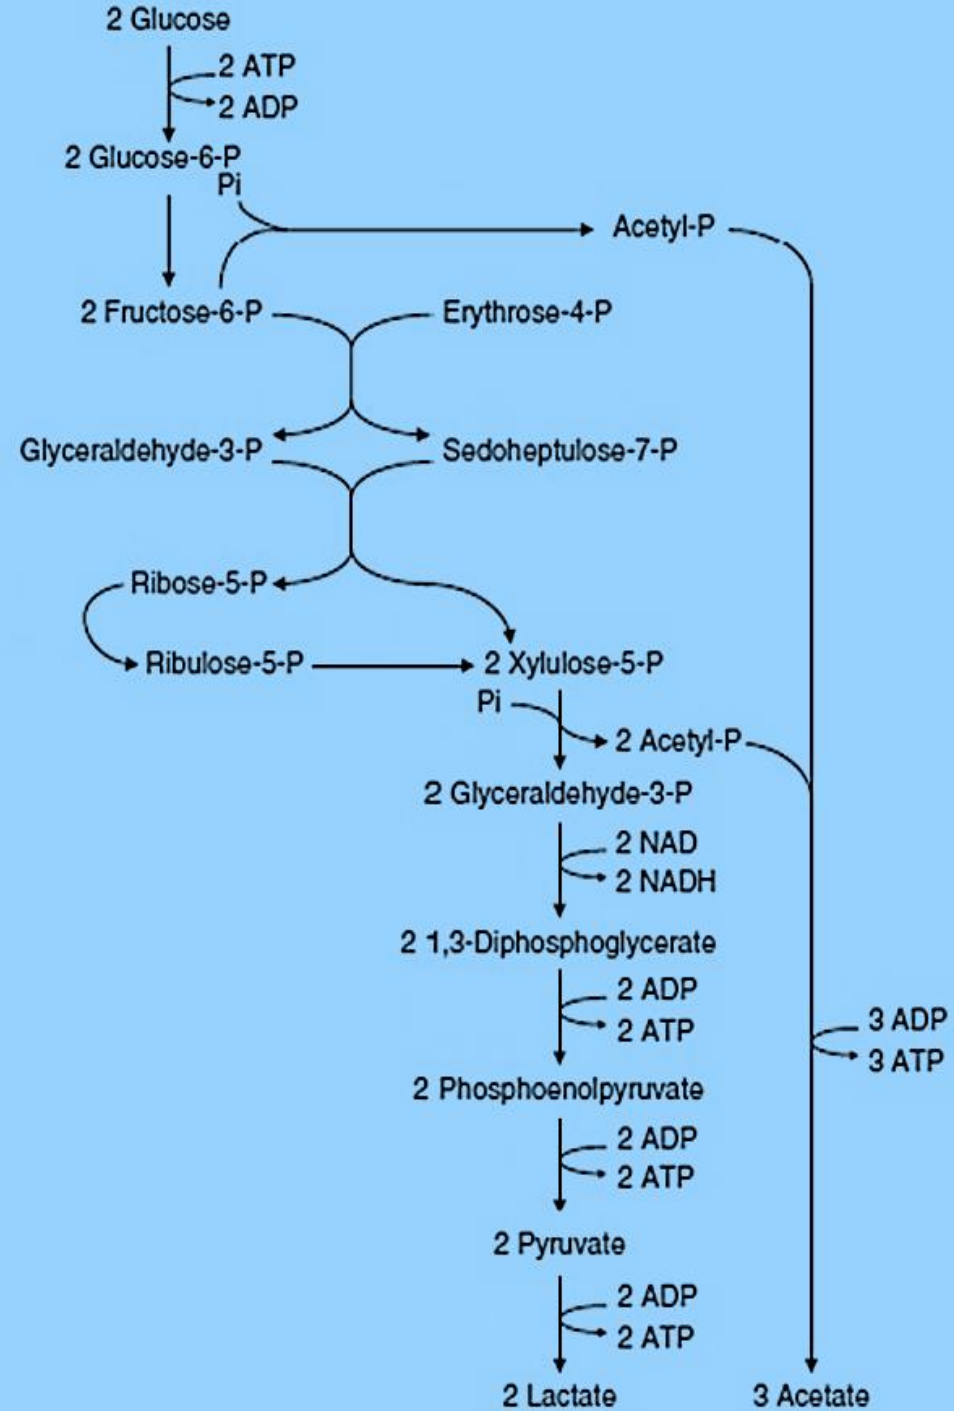 2 Glucose
2 ATP
2 ADP
2 Glucose-6-P
Pi
Acetyl-P
2 Fructose-6-P
Erythrose-4-P
Glyceraldehyde-3-P
Sedoheptulose-7-P
Ribose-5-P
Ribulose-5-P
2 Xylulose-5-P
Pi
2 Acetyl-P
2 Glyceraldehyde-3-P
2 NAD
2 NADH
2 1,3-Diphosphoglycerate
2 ADP
2 ATP
3 ADP
3 ATP
2 Phosphoenolpyruvate
2 ADP
2 ATP
2 Pyruvate
2 ADP
2 ATP
2 Lactate
3 Acetate